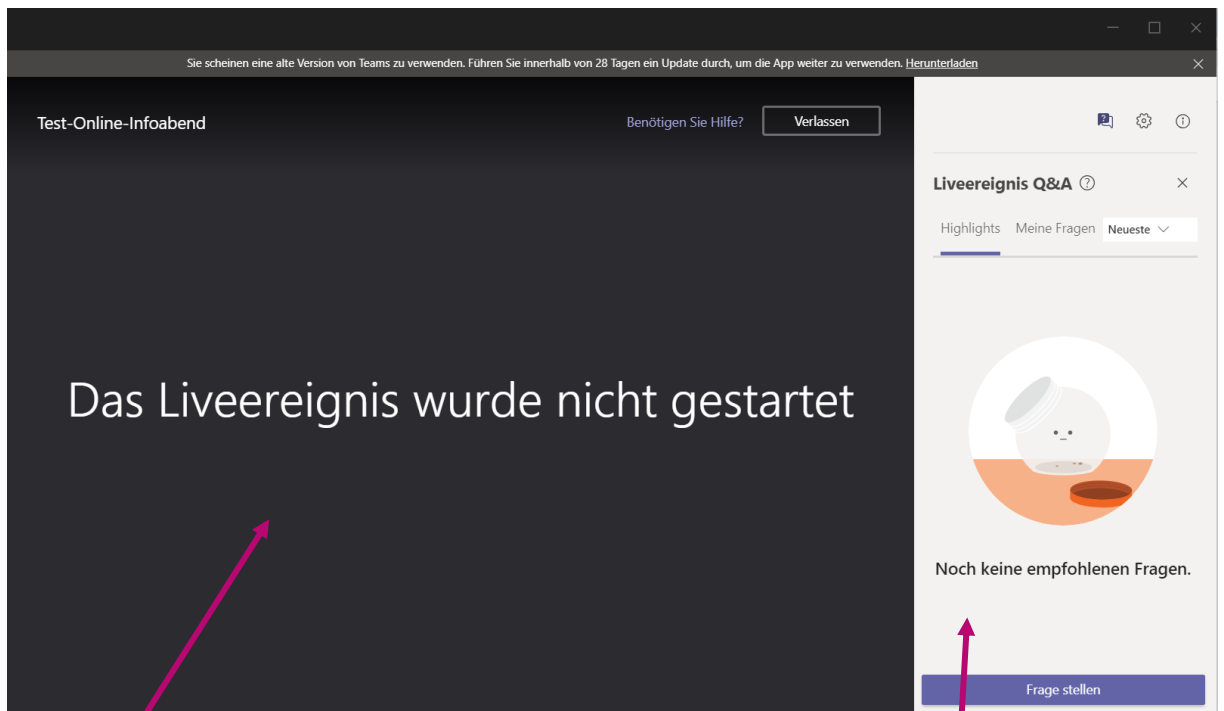 Sie scheinen eine alte Version von Teams zu verwenden. Führen Sie innerhalb von 28 Tagen ein Update durch, um die App weiter zu verwenden. Herunterladen
Test-Online-Infoabend
Benötigen Sie Hilfe?
Verlassen
Das Liveereignis wurde nicht gestartet
Liveereignis Q&A
Highlights Meine Fragen Neueste
Noch keine empfohlenen Fragen.
Frage stellen